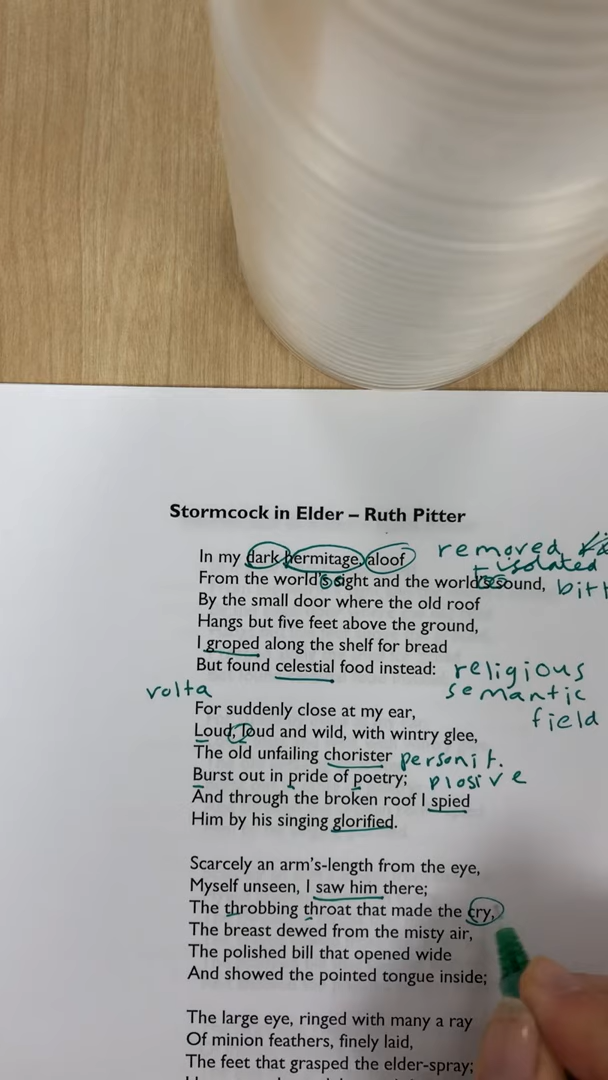 Stormcock in Elder – Ruth Pitter
In my dark hermitage, aloof removed
isolated
From the world's sight and the world's sound,
By the small door where the old roof
Hangs but five feet above the ground,
I groped along the shelf for bread
But found celestial food instead: religious
volta semantic
field
For suddenly close at my ear,
Loud, loud and wild, with wintry glee,
The old unfailing chorister personif.
Burst out in pride of poetry; plosive
And through the broken roof I spied
Him by his singing glorified.
Scarcely an arm's-length from the eye,
Myself unseen, I saw him there;
The throbbing throat that made the cry,
The breast dewed from the misty air,
The polished bill that opened wide
And showed the pointed tongue inside;
The large eye, ringed with many a ray
Of minion feathers, finely laid,
The feet that grasped the elder-spray;